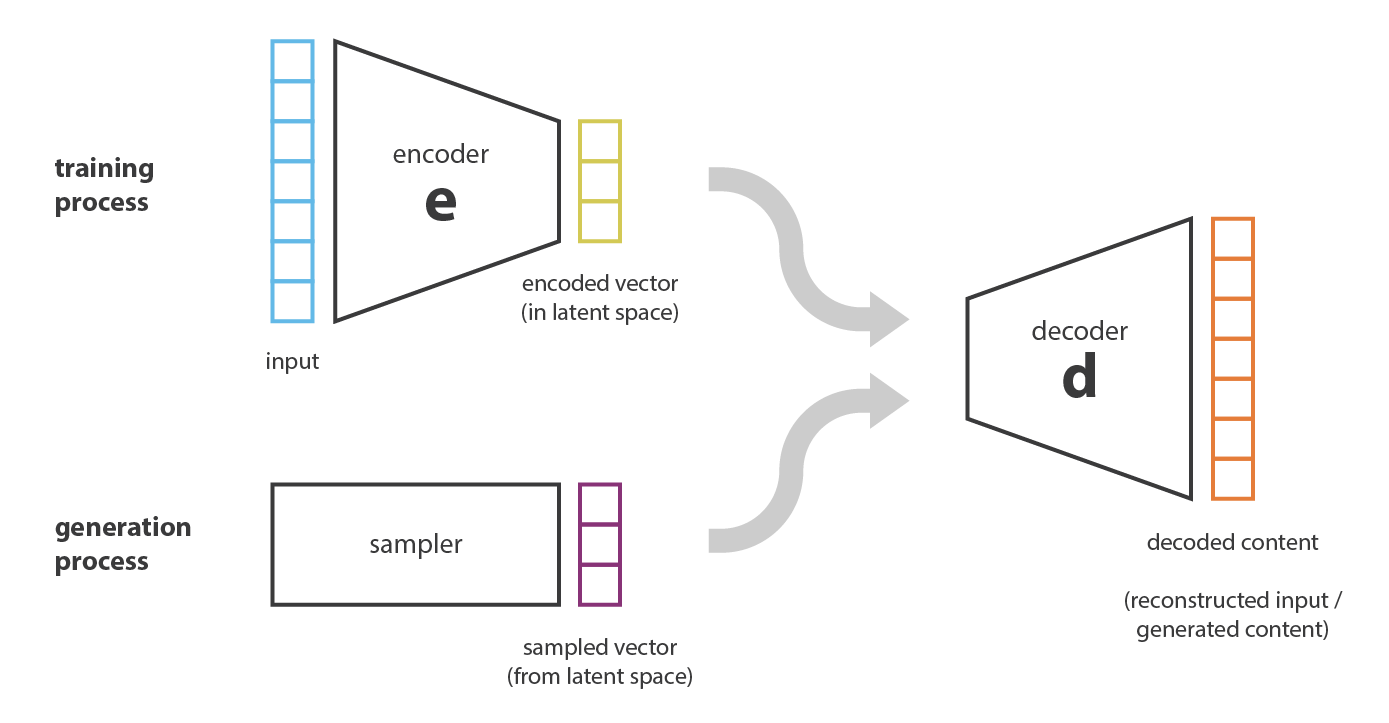 training
process
encoder
e
encoded vector
(in latent space)
input
decoder
d
generation
process
sampler
sampled vector
(from latent space)
decoded content
(reconstructed input /
generated content)